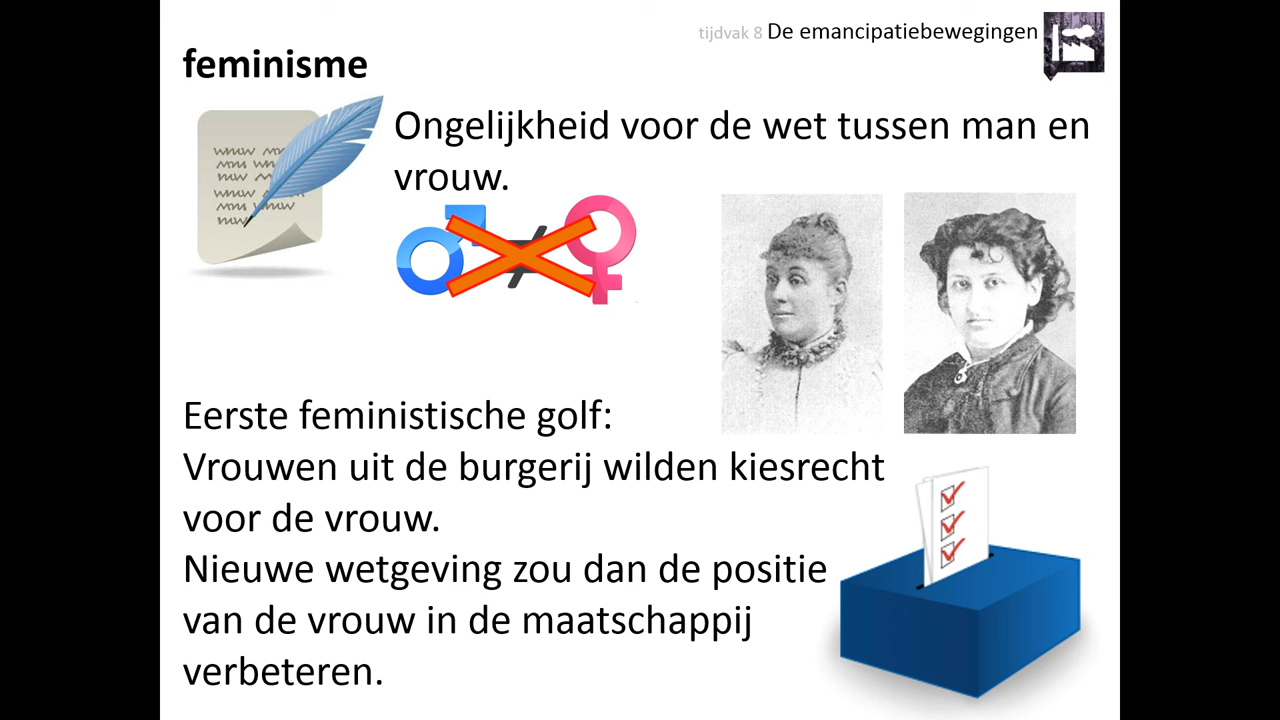 tijdvak 8 De emancipatiebewegingen
feminisme
Ongelijkheid voor de wet tussen man en
vrouw.
Eerste feministische golf:
Vrouwen uit de burgerij wilden kiesrecht
voor de vrouw.
Nieuwe wetgeving zou dan de positie
van de vrouw in de maatschappij
verbeteren.